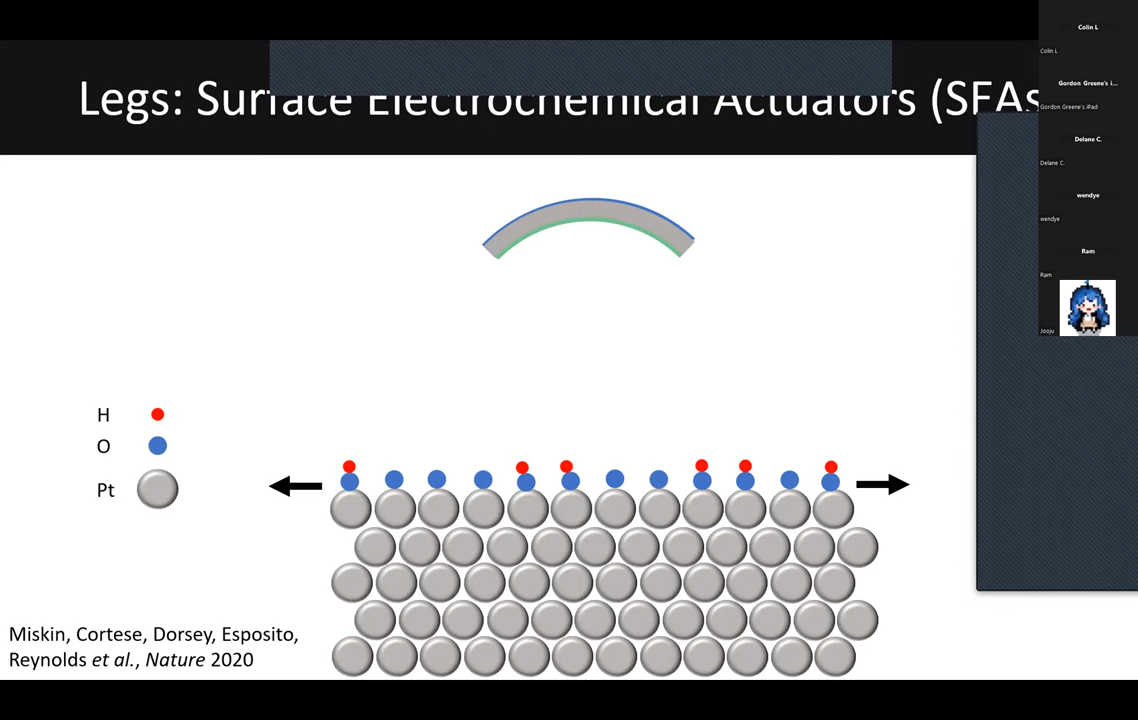 Legs: Surface Electrochemical Actuators (SEAs
Colin L
Colin L
Gordon Greene's i...
Gordon Greene's iPad
Delane C.
Delane C.
wendye
wendye
Ram
Ram
Jooju
H
O
Pt
Miskin, Cortese, Dorsey, Esposito,
Reynolds et al., Nature 2020